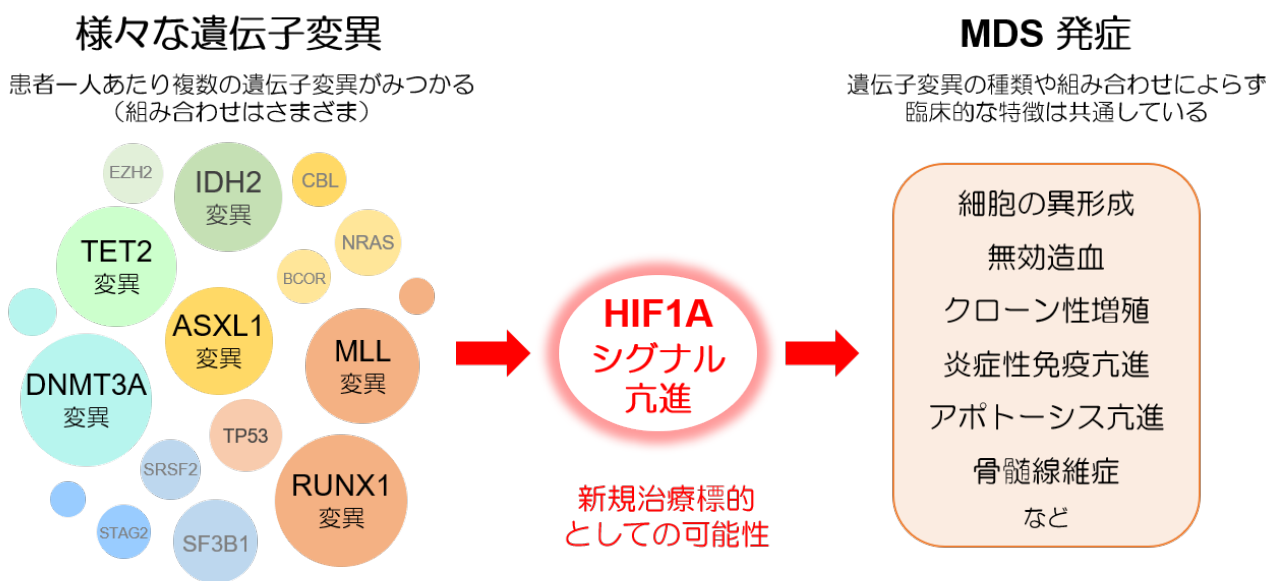 様々な遺伝子変異
患者一人あたり複数の遺伝子変異がみつかる
（組み合わせはさまざま）
EZH2
IDH2
変異
CBL
TET2
変異
NRAS
BCOR
ASXL1
変異
MLL
変異
DNMT3A
変異
TP53
SRSF2
RUNX1
変異
STAG2
SF3B1
HIF1A
シグナル
亢進
新規治療標的
としての可能性
MDS 発症
遺伝子変異の種類や組み合わせによらず
臨床的な特徴は共通している
細胞の異形成
無効造血
クローン性増殖
炎症性免疫亢進
アポトーシス亢進
骨髄線維症
など